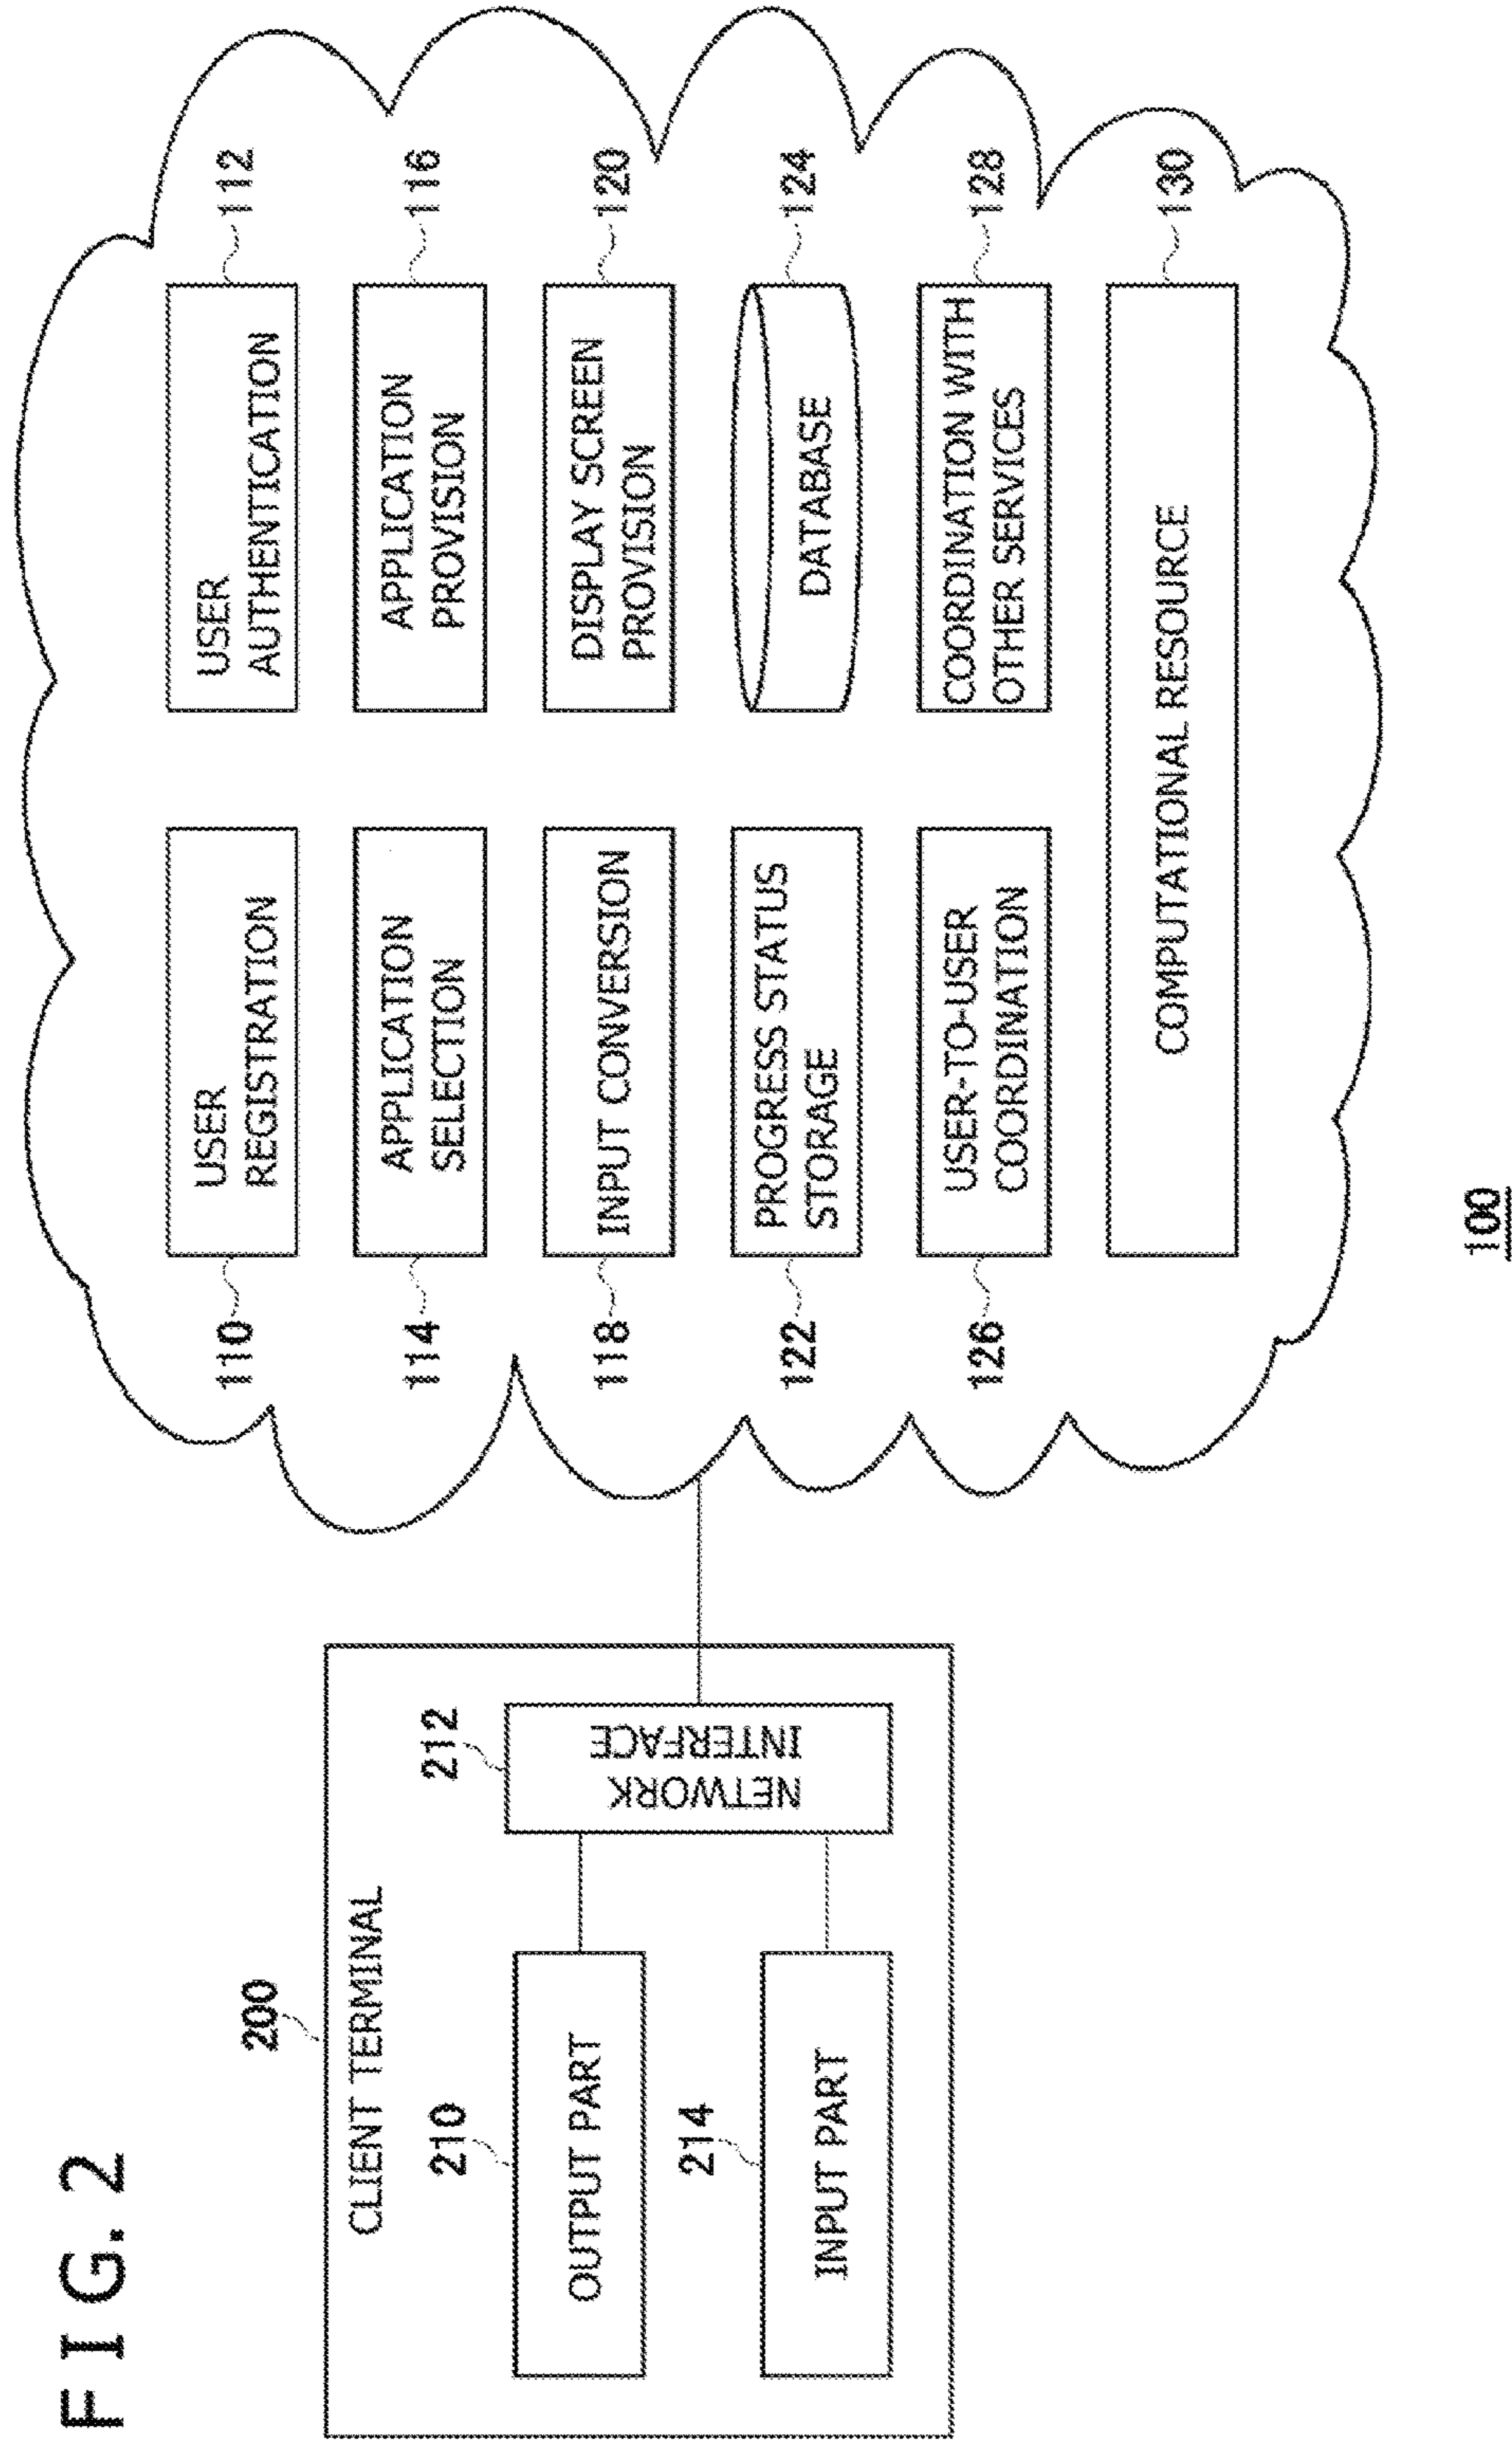 FIG. 2
200
CLIENT TERMINAL
210
OUTPUT PART
212
NETWORK
INTERFACE
214
INPUT PART
110
USER
REGISTRATION
USER
AUTHENTICATION
112
114
APPLICATION
SELECTION
APPLICATION
PROVISION
116
118
INPUT CONVERSION
DISPLAY SCREEN
PROVISION
120
122
PROGRESS STATUS
STORAGE
DATABASE
124
126
USER-TO-USER
COORDINATION
COORDINATION WITH
OTHER SERVICES
128
COMPUTATIONAL RESOURCE
130
100